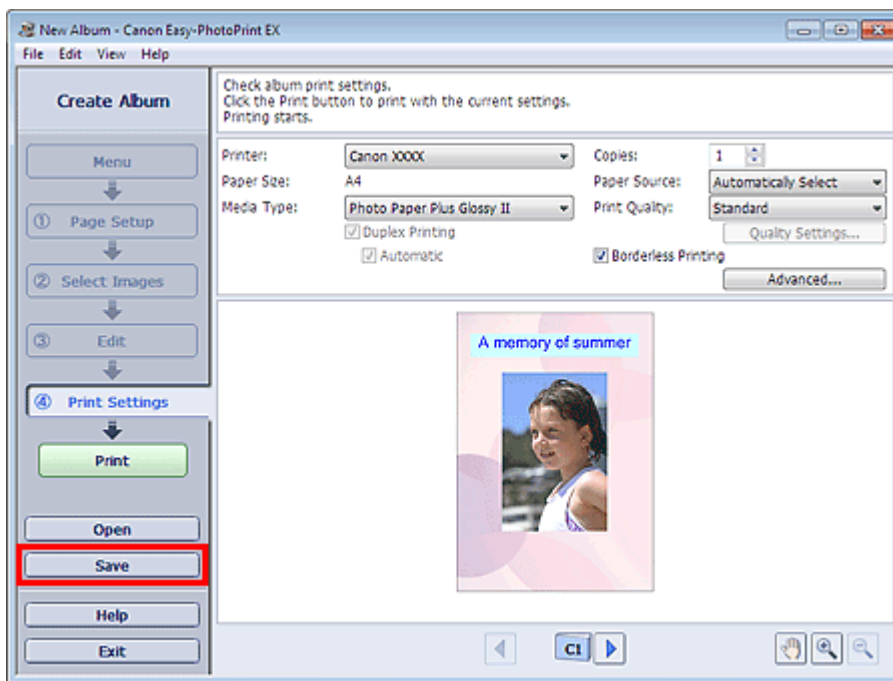 New Album - Canon Easy-PhotoPrint EX
File Edit View Help
Create Album
Menu
① Page Setup
② Select Images
③ Edit
④ Print Settings
Print
Open
Save
Help
Exit
Check album print settings.
Click the Print button to print with the current settings.
Printing starts.
Printer: Canon XXXX Copies: 1
Paper Size: A4 Paper Source: Automatically Select
Media Type: Photo Paper Plus Glossy II Print Quality: Standard
Duplex Printing Quality Settings...
Automatic Borderless Printing
Advanced...
A memory of summer
C1